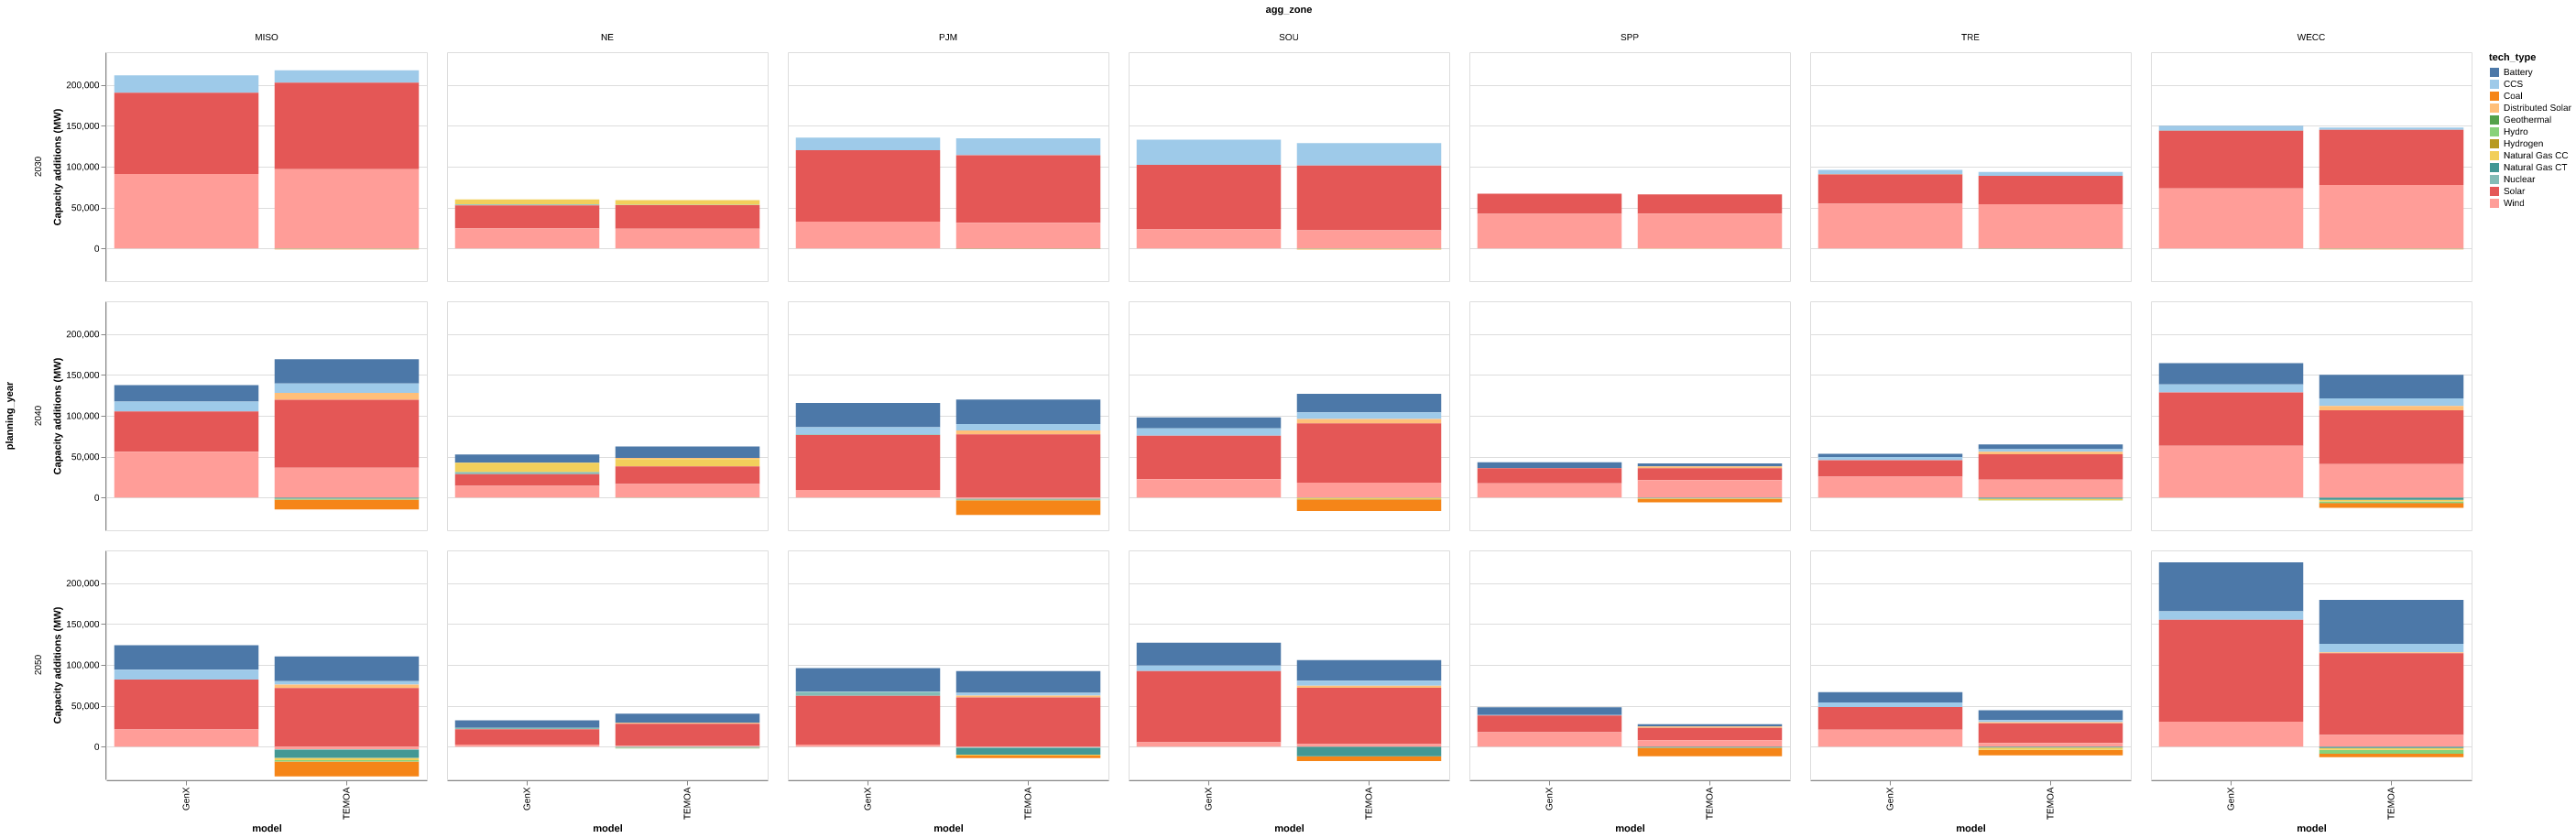 agg_zone
MISO NE PJM SOU SPP TRE WECC
planning_year
2030
Capacity additions (MW)
200,000
150,000
100,000
50,000
0
2040
Capacity additions (MW)
200,000
150,000
100,000
50,000
0
2050
Capacity additions (MW)
200,000
150,000
100,000
50,000
0
GenX TEMOA GenX TEMOA GenX TEMOA GenX TEMOA GenX TEMOA GenX TEMOA GenX TEMOA
model model model model model model model
tech_type
Battery
CCS
Coal
Distributed Solar
Geothermal
Hydro
Hydrogen
Natural Gas CC
Natural Gas CT
Nuclear
Solar
Wind